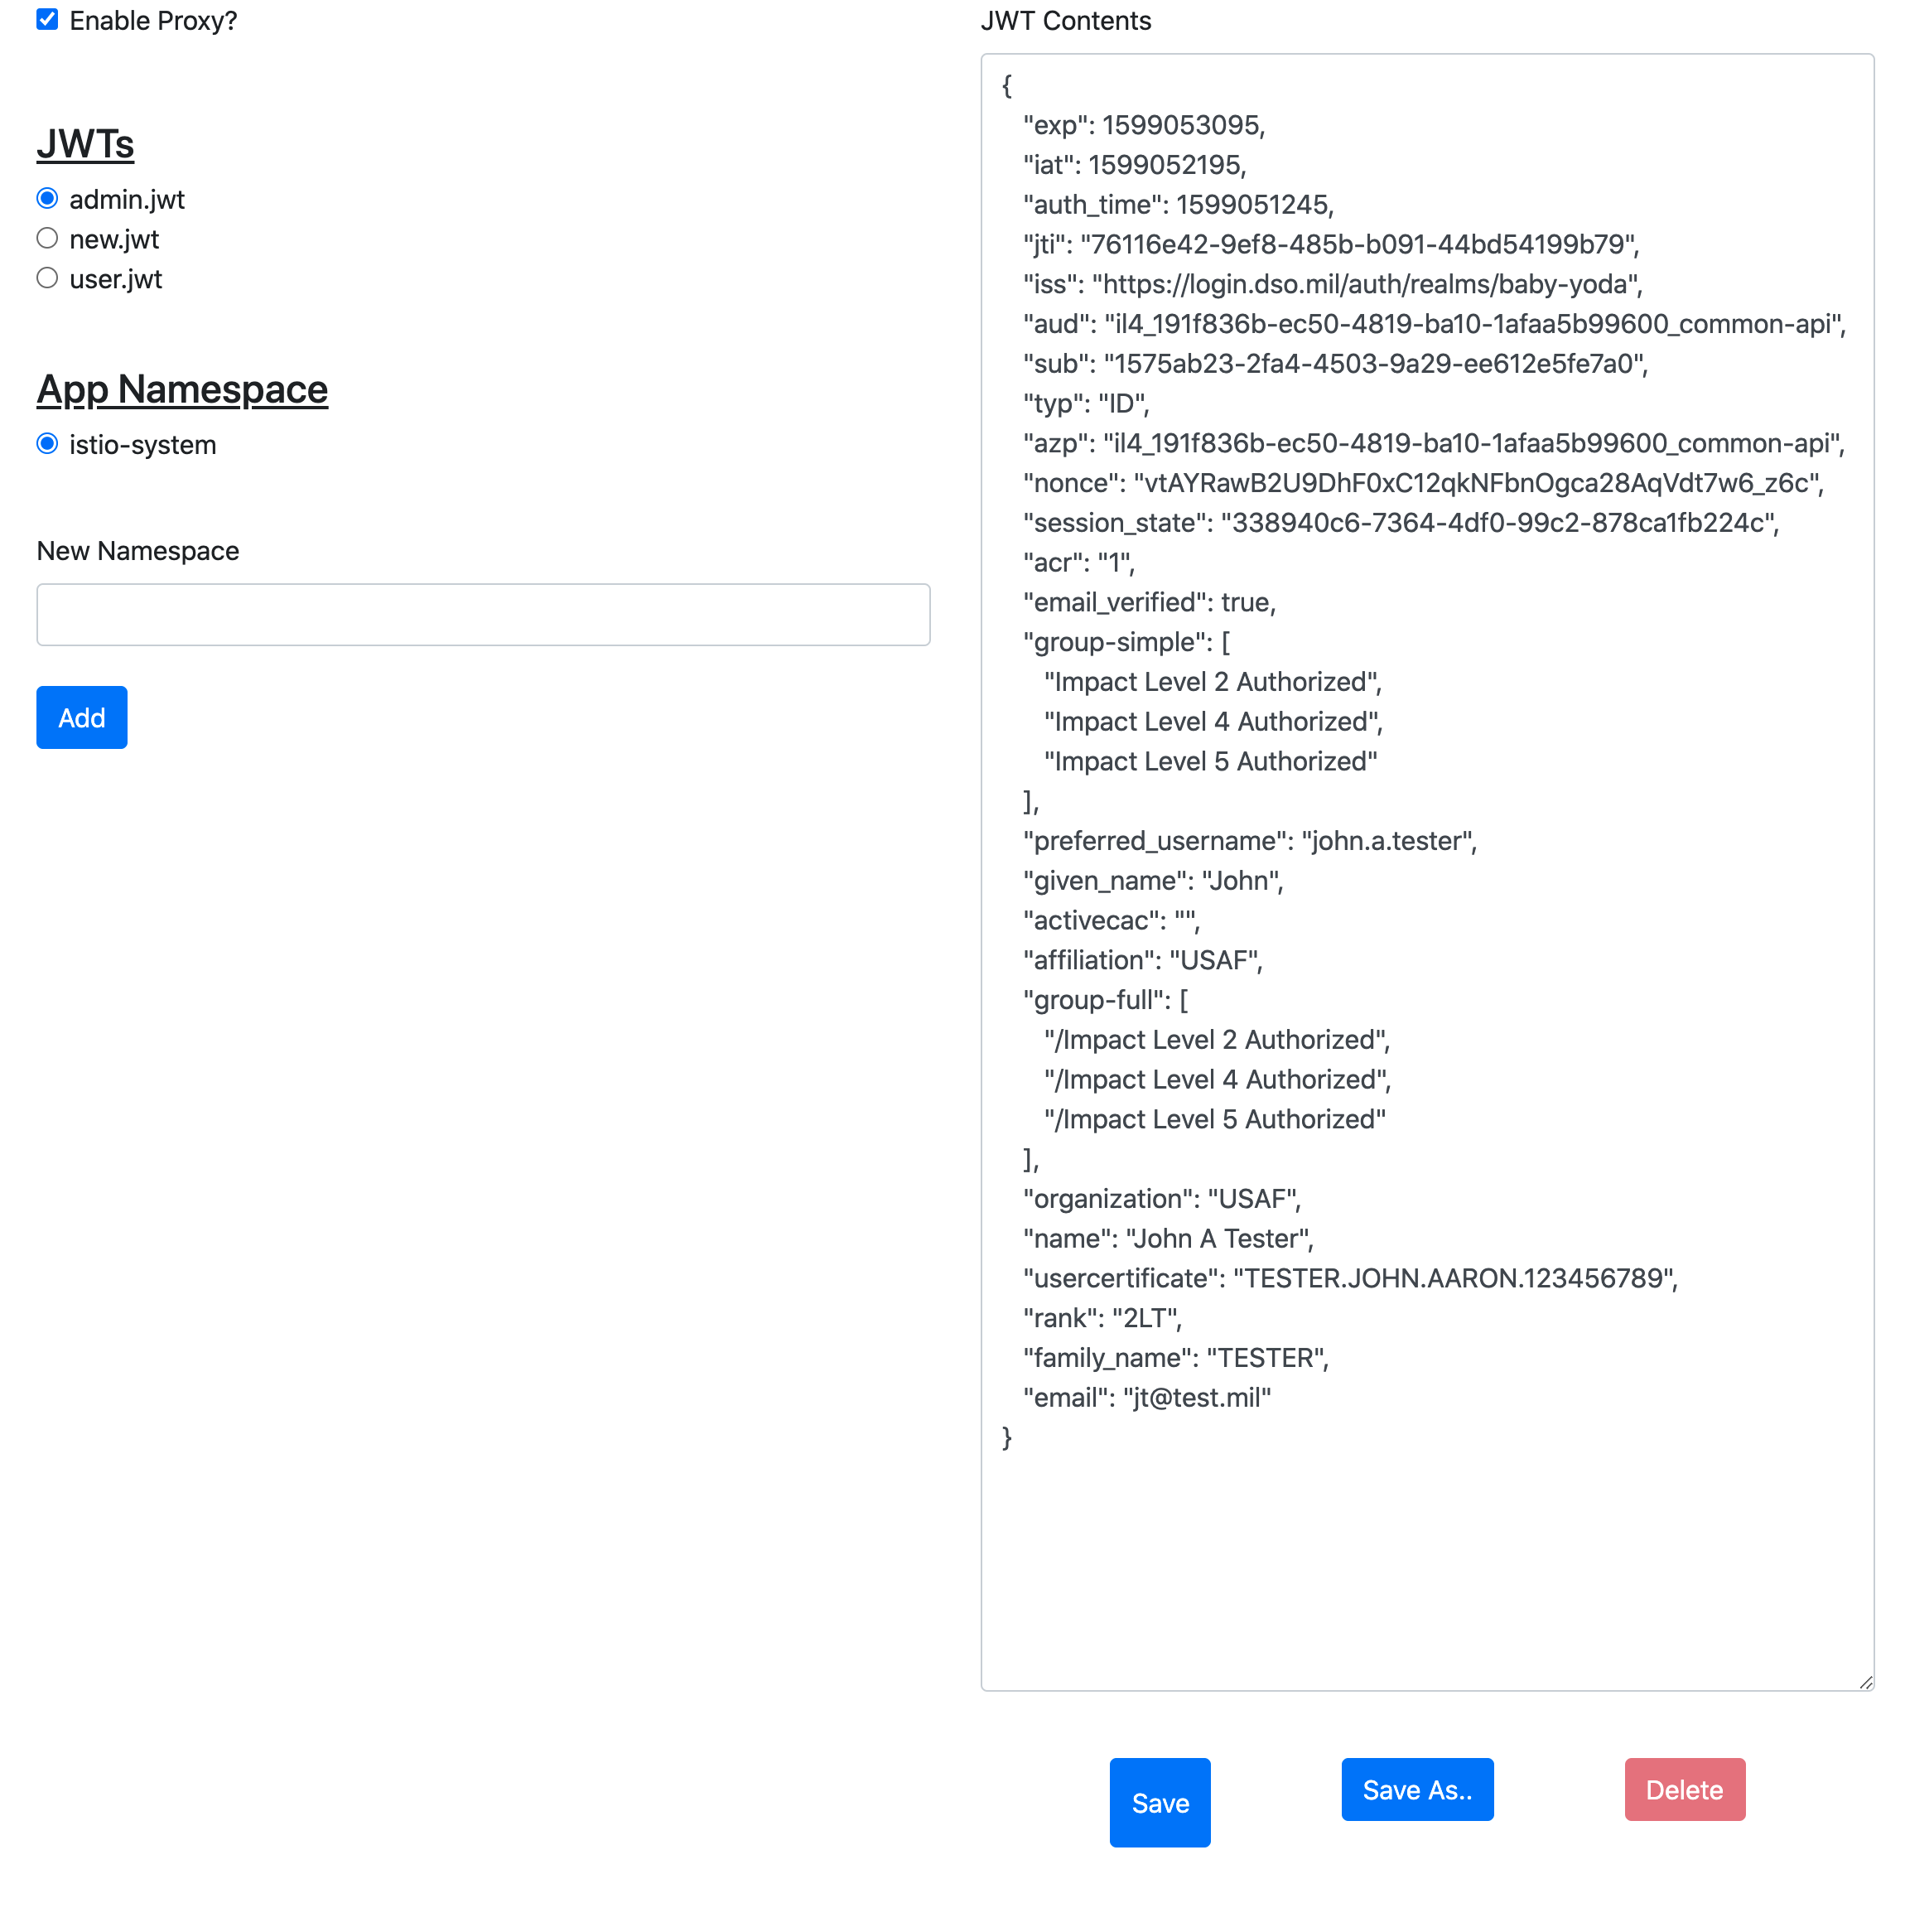 Enable Proxy?
JWTs
admin.jwt
new.jwt
user.jwt
App Namespace
istio-system
New Namespace
Add
JWT Contents
{
"exp": 1599053095,
"iat": 1599052195,
"auth_time": 1599051245,
"jti": "76116e42-9ef8-485b-b091-44bd54199b79",
"iss": "https://login.dso.mil/auth/realms/baby-yoda",
"aud": "il4_191f836b-ec50-4819-ba10-1afaa5b99600_common-api",
"sub": "1575ab23-2fa4-4503-9a29-ee612e5fe7a0",
"typ": "ID",
"azp": "il4_191f836b-ec50-4819-ba10-1afaa5b99600_common-api",
"nonce": "vtAYRawB2U9DhF0xC12qkNFbnOgca28AqVdt7w6_z6c",
"session_state": "338940c6-7364-4df0-99c2-878ca1fb224c",
"acr": "1",
"email_verified": true,
"group-simple": [
"Impact Level 2 Authorized",
"Impact Level 4 Authorized",
"Impact Level 5 Authorized"
],
"preferred_username": "john.a.tester",
"given_name": "John",
"activecac": "",
"affiliation": "USAF",
"group-full": [
"/Impact Level 2 Authorized",
"/Impact Level 4 Authorized",
"/Impact Level 5 Authorized"
],
"organization": "USAF",
"name": "John A Tester",
"usercertificate": "TESTER.JOHN.AARON.123456789",
"rank": "2LT",
"family_name": "TESTER",
"email": "jt@test.mil"
}
Save
Save As..
Delete